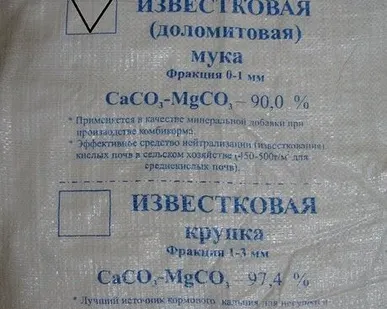 ИЗВЕСТКОВАЯ
(доломитовая)
мука
Фракция 0-1 мм
CaCO₃-MgCO₃ – 90,0 %
* Применяется в качестве минеральной добавки при
производстве комбикорма.
* Эффективное средство нейтрализации (известкования)
кислых почв в сельском хозяйстве (450-500г/м² для
среднекислых почв).
ИЗВЕСТКОВАЯ
крупка
Фракция 1-3 мм
CaCO₃-MgCO₃ – 97,4 %
* Лучший источник кормового кальция для